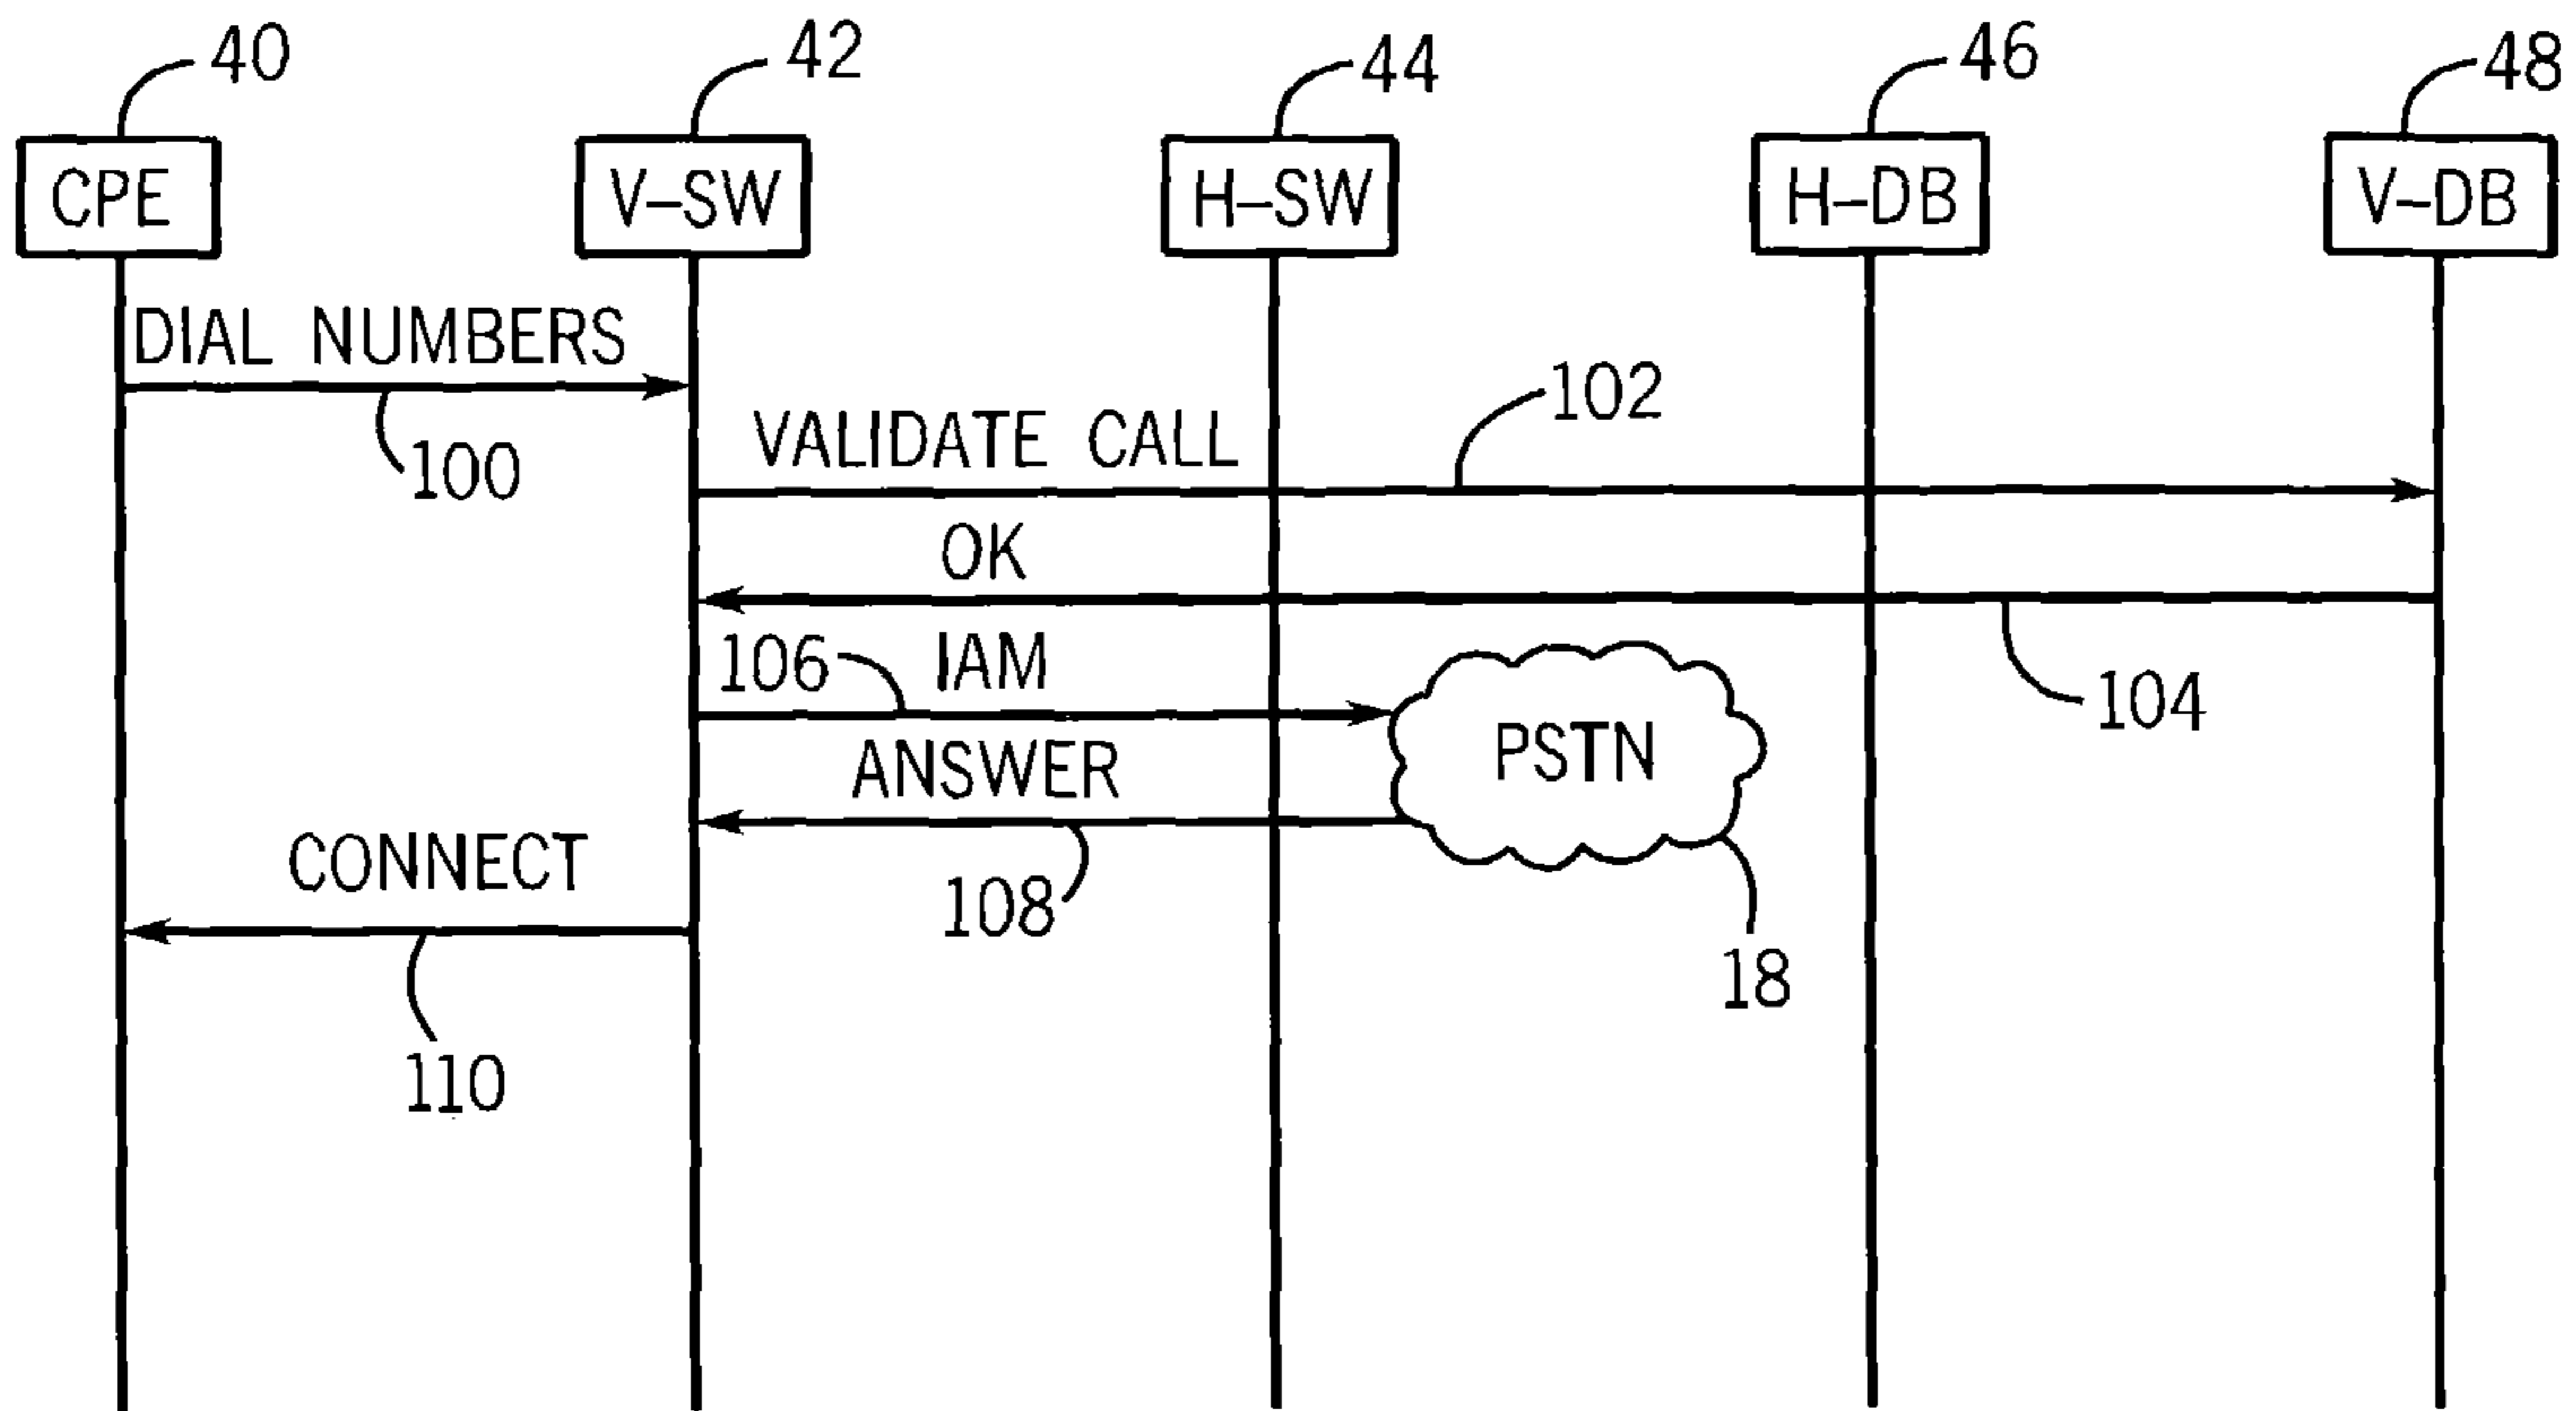 40
42
44
46
48
CPE
V–SW
H–SW
H–DB
V–DB
DIAL NUMBERS
100
VALIDATE CALL
102
OK
104
106
IAM
PSTN
ANSWER
108
18
CONNECT
110